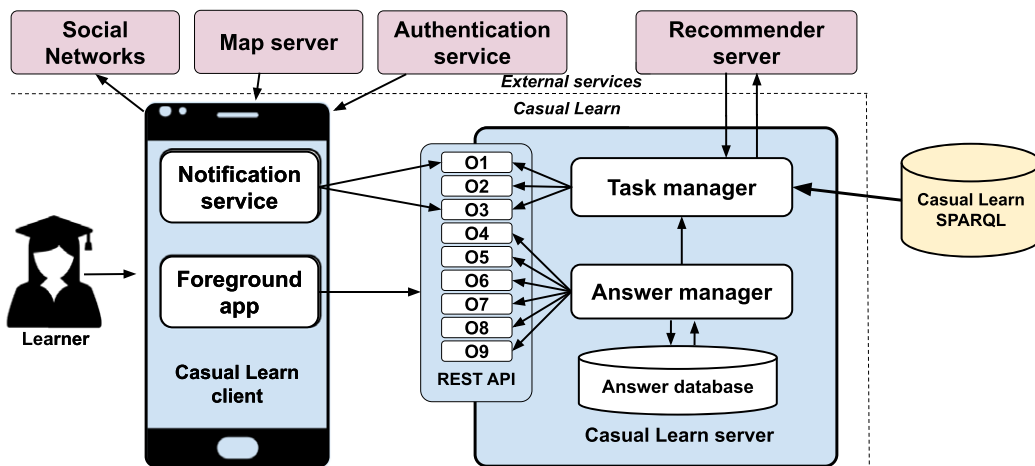 Social
Networks
Map server
Authentication
service
Recommender
server
External services
Casual Learn
Notification
service
O1
O2
O3
O4
O5
O6
O7
O8
O9
REST API
Task manager
Casual Learn
SPARQL
Foreground
app
Answer manager
Learner
Casual Learn
client
Answer database
Casual Learn server